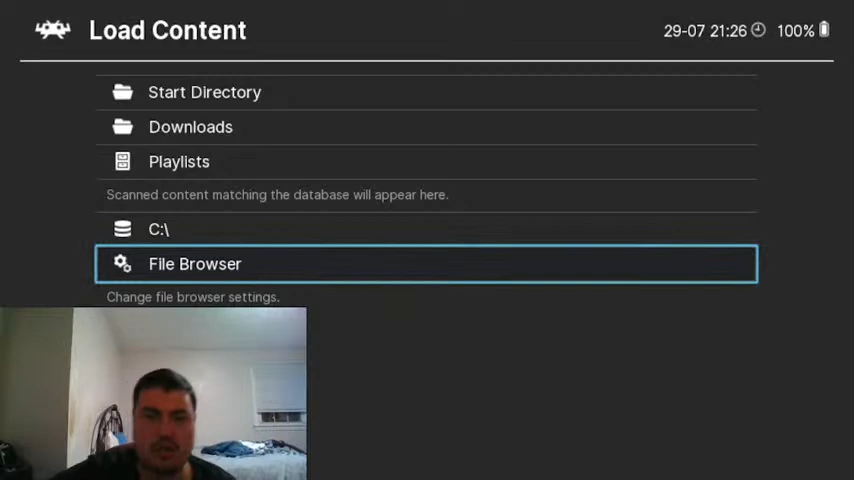 Load Content
29-07 21:26 100%
Start Directory
Downloads
Playlists
Scanned content matching the database will appear here.
C:\
File Browser
Change file browser settings.